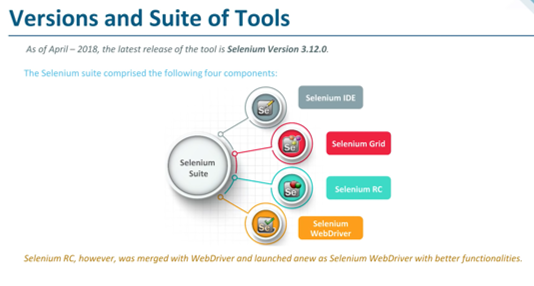 Versions and Suite of Tools
As of April – 2018, the latest release of the tool is Selenium Version 3.12.0.
The Selenium suite comprised the following four components:
Selenium IDE
Se
Selenium Grid
Se
Selenium
Suite
Selenium RC
Se
Selenium
WebDriver
Se
Selenium RC, however, was merged with WebDriver and launched anew as Selenium WebDriver with better functionalities.